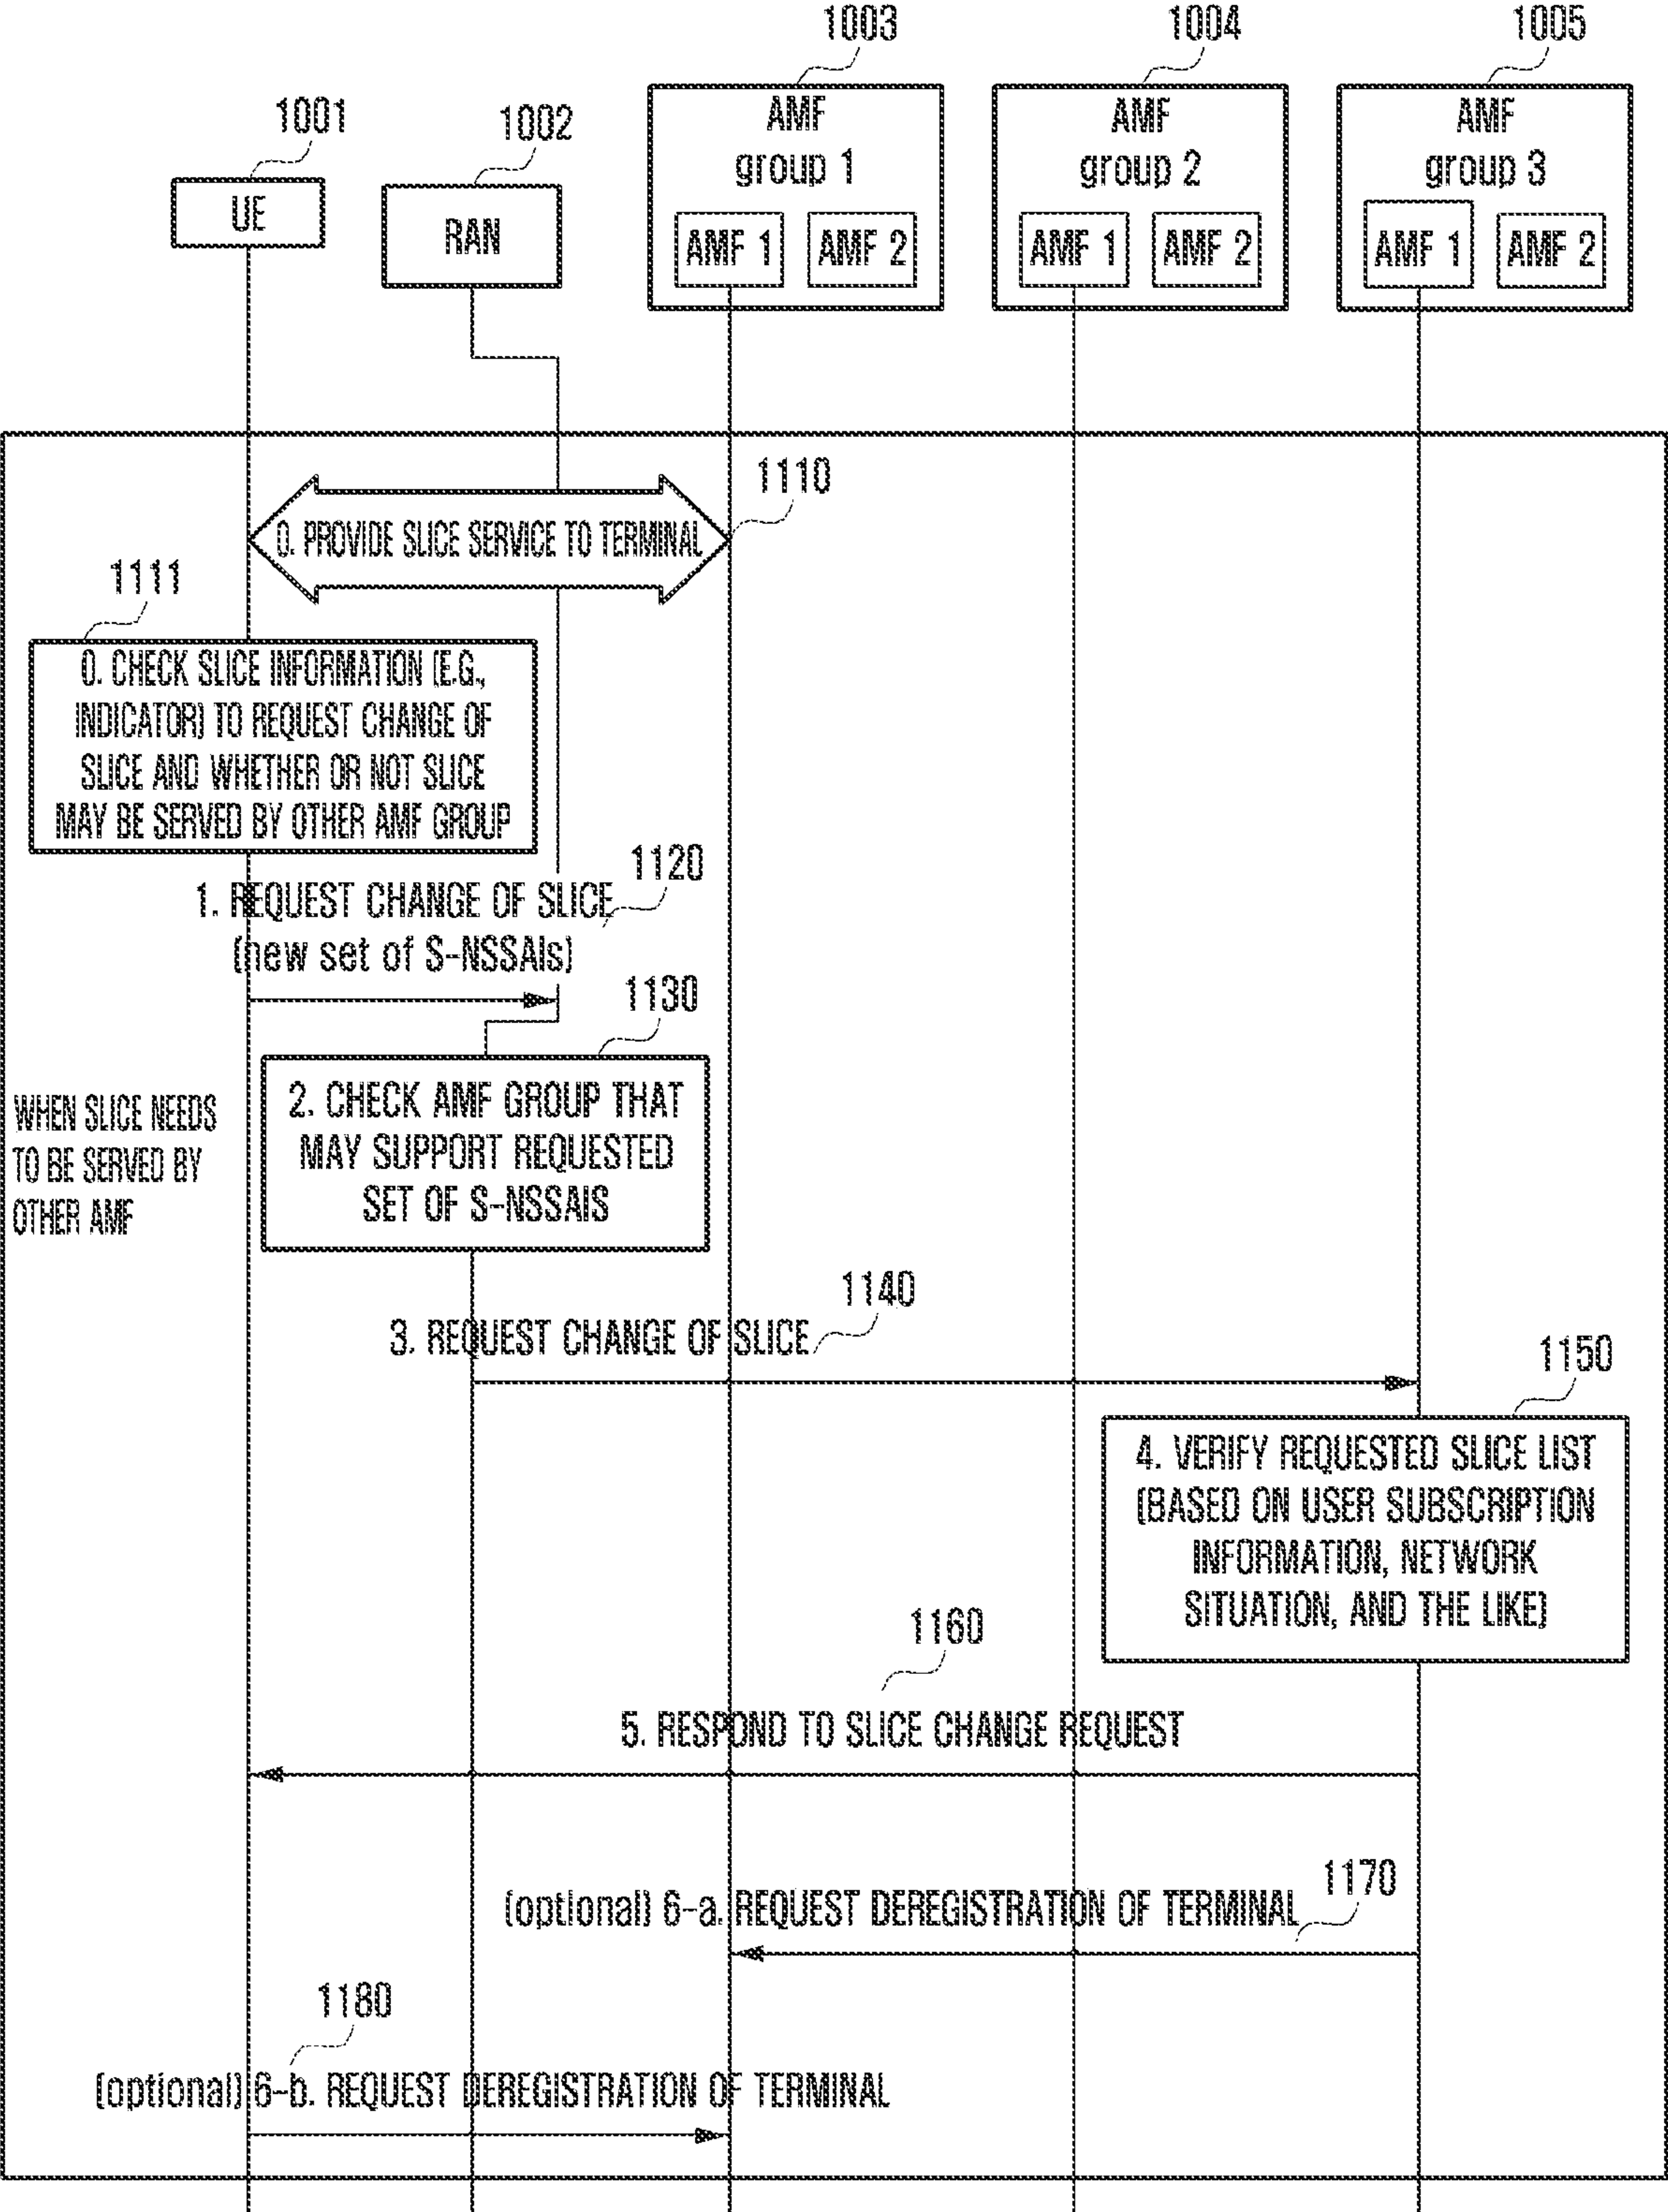 1003
1004
1005
1001
1002
AMF
group 1
AMF
group 2
AMF
group 3
UE
RAN
AMF 1
AMF 2
AMF 1
AMF 2
AMF 1
AMF 2
1110
0. PROVIDE SLICE SERVICE TO TERMINAL
1111
0. CHECK SLICE INFORMATION (E.G.,
INDICATOR) TO REQUEST CHANGE OF
SLICE AND WHETHER OR NOT SLICE
MAY BE SERVED BY OTHER AMF GROUP
1120
1. REQUEST CHANGE OF SLICE
(new set of S-NSSAIs)
1130
2. CHECK AMF GROUP THAT
MAY SUPPORT REQUESTED
SET OF S-NSSAIS
WHEN SLICE NEEDS
TO BE SERVED BY
OTHER AMF
1140
3. REQUEST CHANGE OF SLICE
1150
4. VERIFY REQUESTED SLICE LIST
(BASED ON USER SUBSCRIPTION
INFORMATION, NETWORK
SITUATION, AND THE LIKE)
1160
5. RESPOND TO SLICE CHANGE REQUEST
1170
(optional) 6-a. REQUEST DEREGISTRATION OF TERMINAL
1180
(optional) 6-b. REQUEST DEREGISTRATION OF TERMINAL